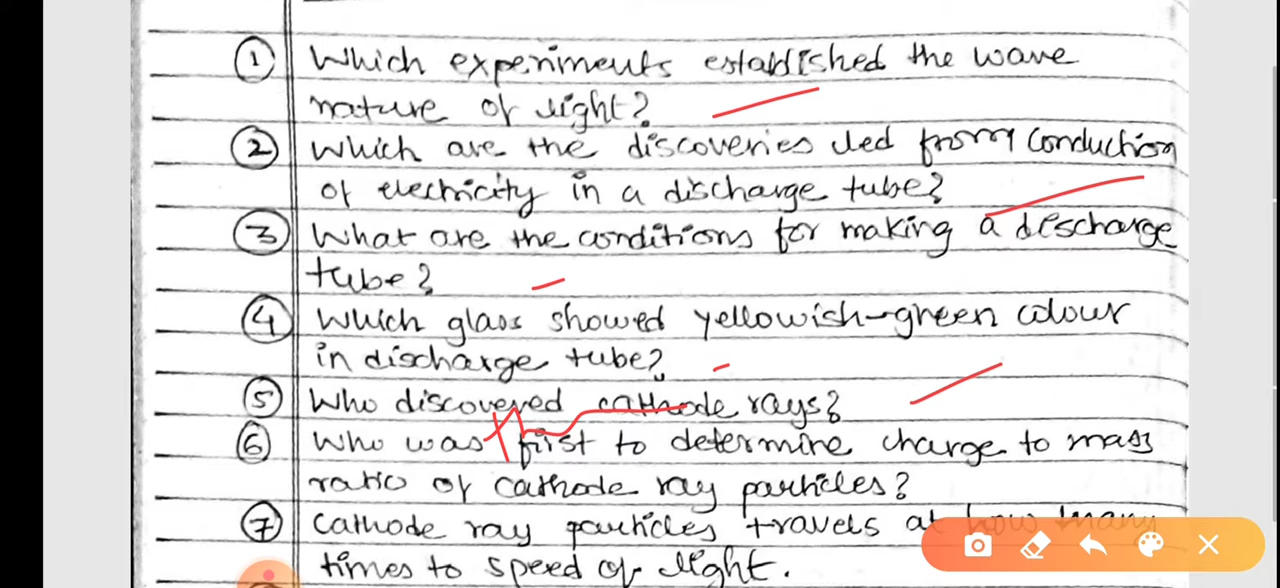 1 Which experiments established the wave
nature of light?
2 Which are the discoveries led from conduction
of electricity in a discharge tube?
3 What are the conditions for making a descharge
tube?
4 Which glass showed yellowish-green colour
in discharge tube?
5 Who discovered cathode rays?
6 Who was first to determine charge to mass
ratio of cathode ray particles?
7 Cathode ray particles travels at how many
times to speed of light.